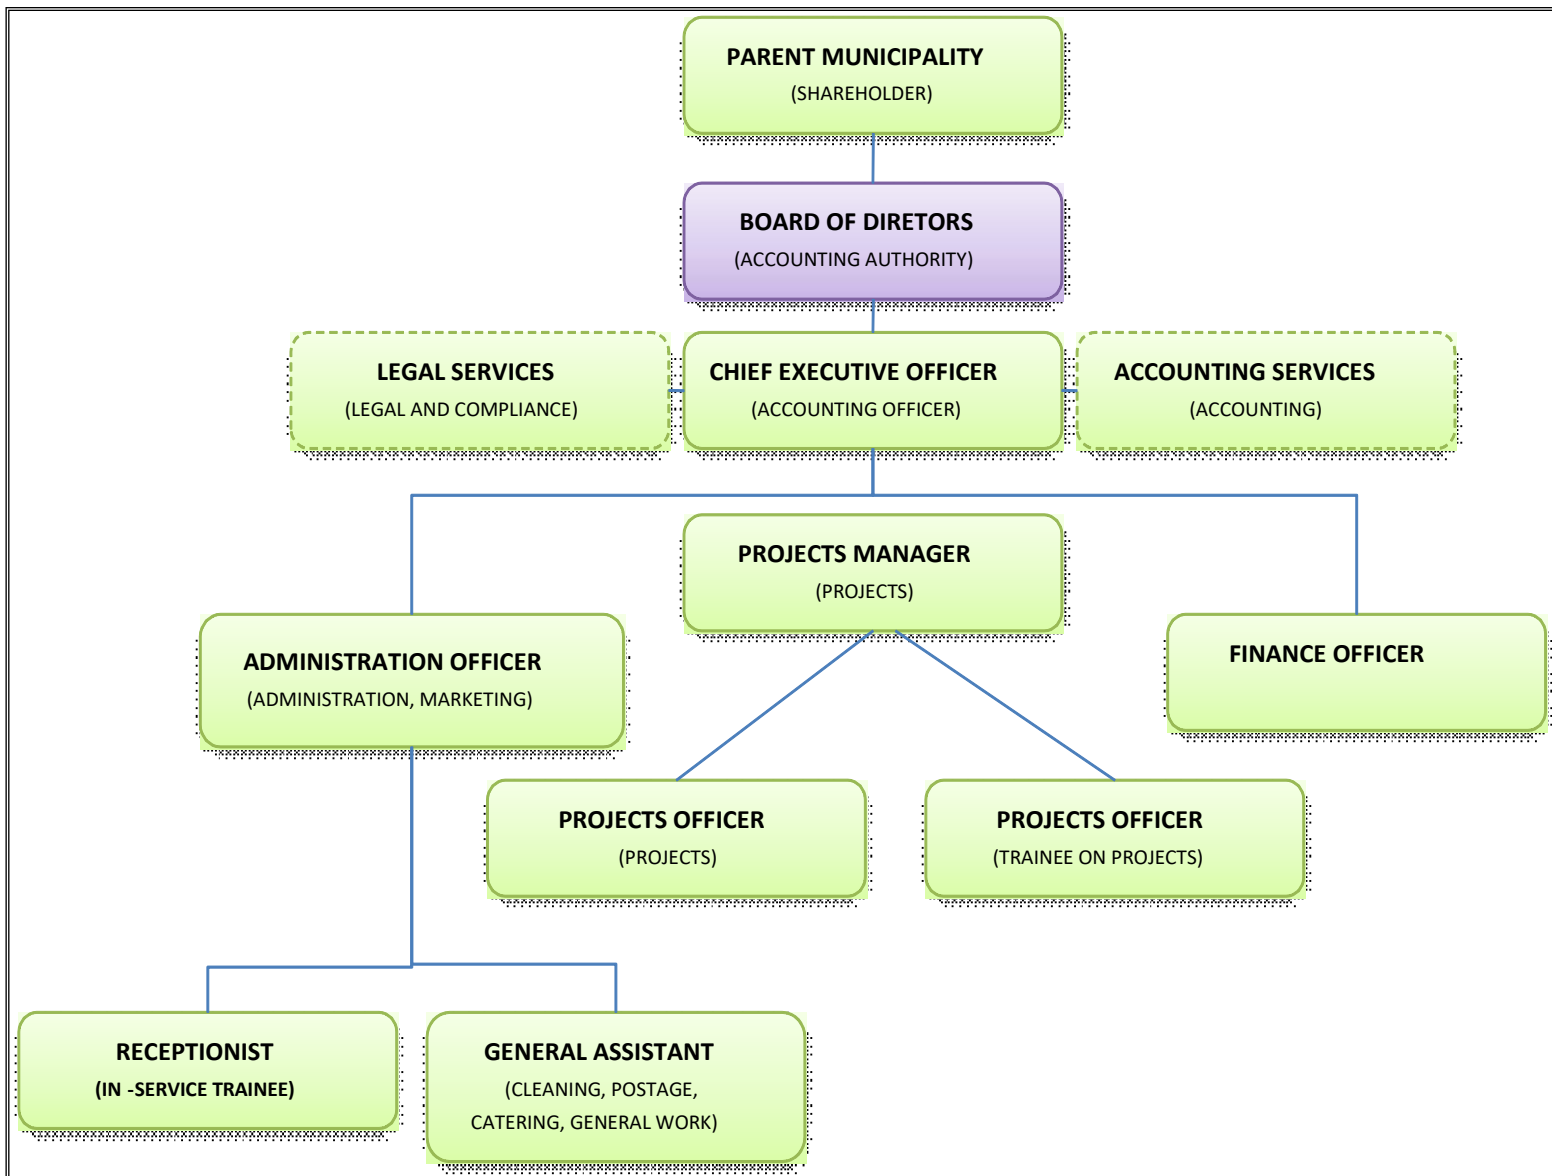 PARENT MUNICIPALITY
(SHAREHOLDER)
BOARD OF DIRETORS
(ACCOUNTING AUTHORITY)
LEGAL SERVICES
(LEGAL AND COMPLIANCE)
CHIEF EXECUTIVE OFFICER
(ACCOUNTING OFFICER)
ACCOUNTING SERVICES
(ACCOUNTING)
PROJECTS MANAGER
(PROJECTS)
ADMINISTRATION OFFICER
(ADMINISTRATION, MARKETING)
FINANCE OFFICER
PROJECTS OFFICER
(PROJECTS)
PROJECTS OFFICER
(TRAINEE ON PROJECTS)
RECEPTIONIST
(IN -SERVICE TRAINEE)
GENERAL ASSISTANT
(CLEANING, POSTAGE,
CATERING, GENERAL WORK)